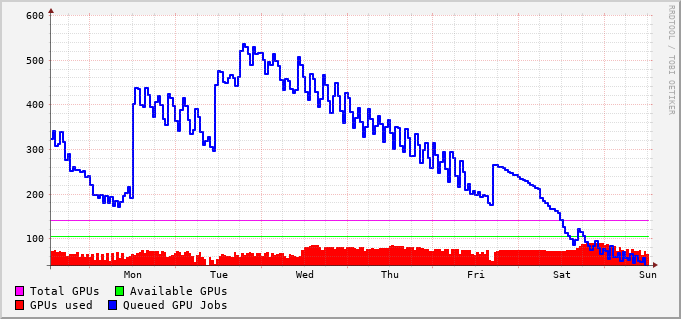 600
500
400
300
200
100
Mon Tue Wed Thu Fri Sat Sun
Total GPUs Available GPUs
GPUs used Queued GPU Jobs
RRDTOOL / TOBI OETIKER